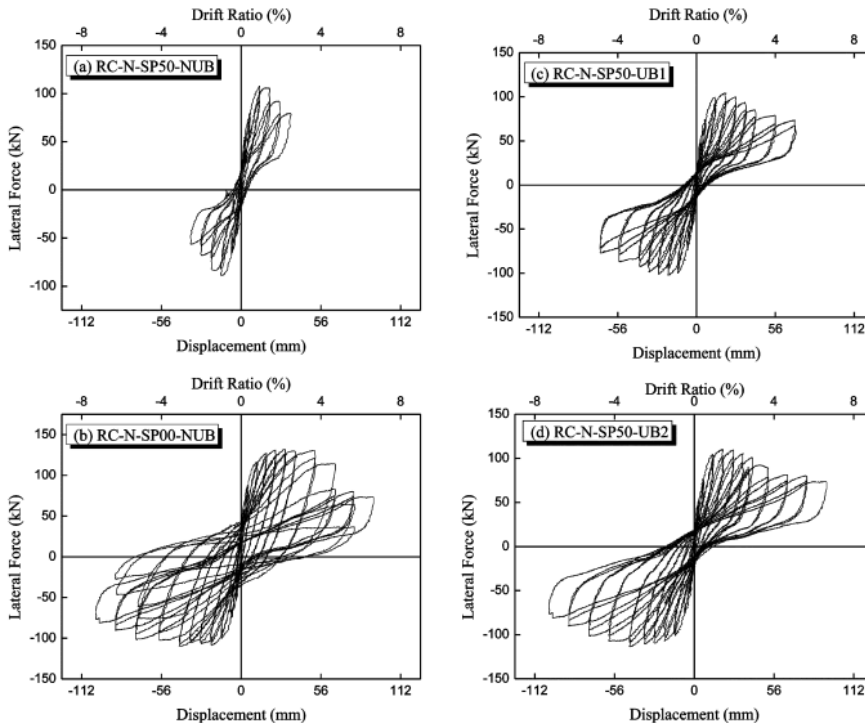 Drift Ratio (%)
-8 -4 0 4 8
150
100
50
0
-50
-100
(a) RC-N-SP50-NUB
Lateral Force (kN)
-112 -56 0 56 112
Displacement (mm)
Drift Ratio (%)
-8 -4 0 4 8
150
100
50
0
-50
-100
-150
(c) RC-N-SP50-UB1
Lateral Force (kN)
-112 -56 0 56 112
Displacement (mm)
Drift Ratio (%)
-8 -4 0 4 8
150
100
50
0
-50
-100
-150
(b) RC-N-SP00-NUB
Lateral Force (kN)
-112 -56 0 56 112
Displacement (mm)
Drift Ratio (%)
-8 -4 0 4 8
150
100
50
0
-50
-100
-150
(d) RC-N-SP50-UB2
Lateral Force (kN)
-112 -56 0 56 112
Displacement (mm)